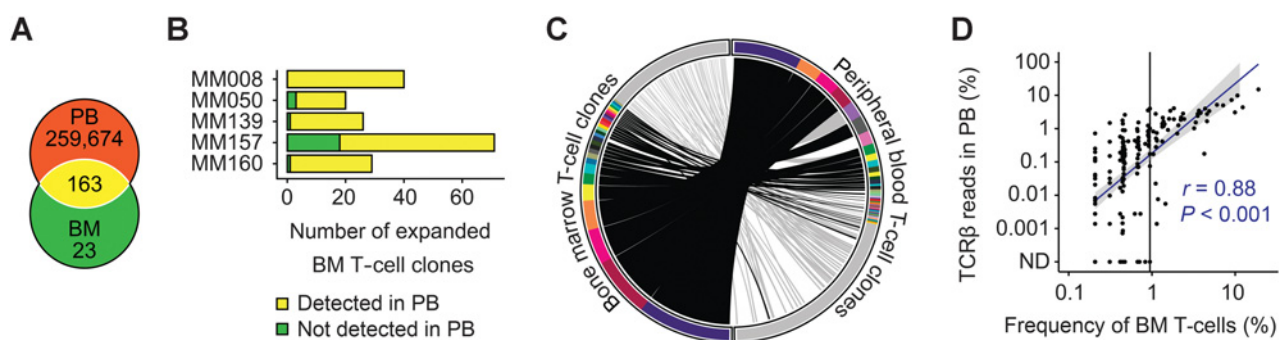 A
PB
259,674
163
BM
23
B
MM008
MM050
MM139
MM157
MM160
0 20 40 60
Number of expanded
BM T-cell clones
Detected in PB
Not detected in PB
C
Bone marrow T-cell clones
Peripheral blood T-cell clones
D
TCRβ reads in PB (%)
100
10
1
0.1
0.01
0.001
ND
r = 0.88
P < 0.001
0.1 1 10
Frequency of BM T-cells (%)